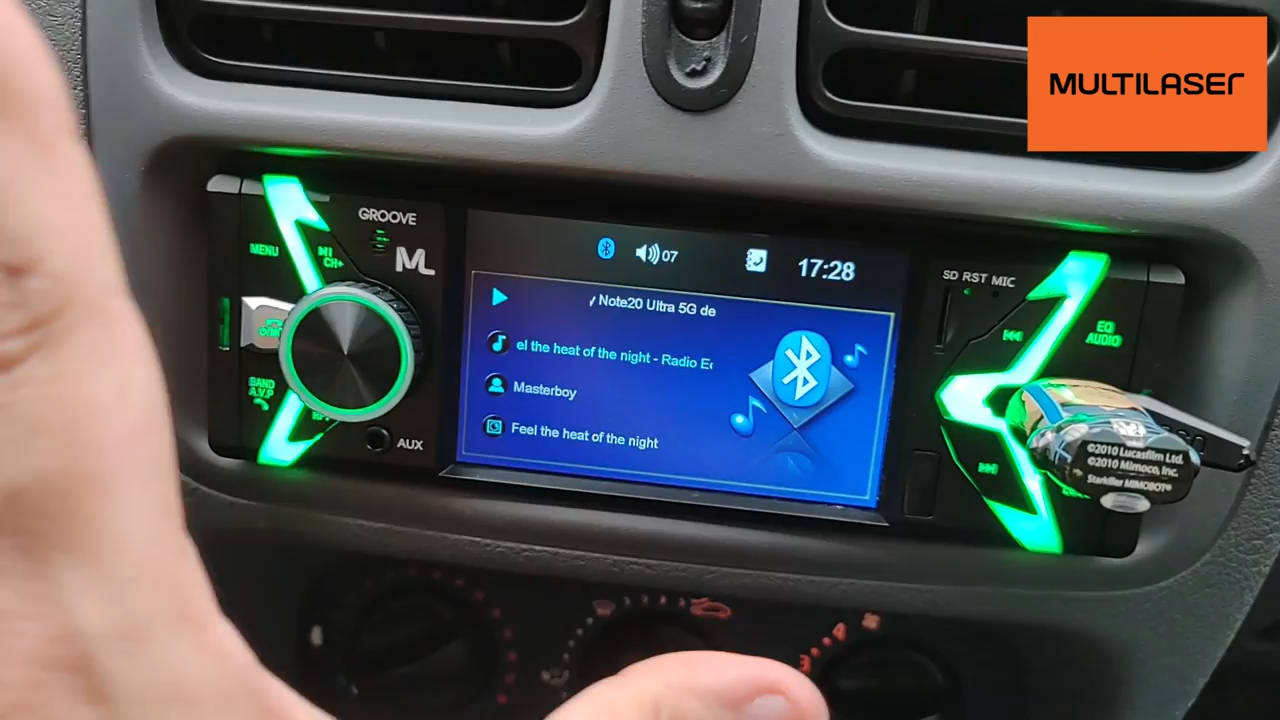 MULTILASER
GROOVE
MENU
CH+
ML
07
17:28
SD RST MIC
Note20 Ultra 5G de
el the heat of the night - Radio
Masterboy
Feel the heat of the night
EQ
AUDIO
BAND
A.V.P
AUX
©2010 Lucasfilm Ltd.
©2010 Mimoco, Inc.
Starkiller MIMOBOT®
4
3